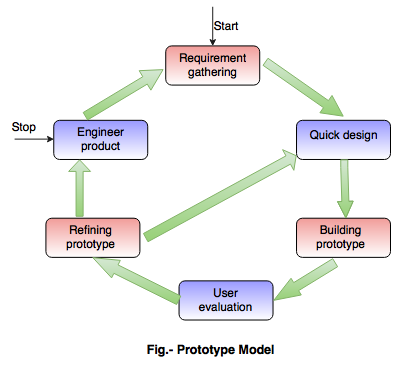 Start
Requirement
gathering
Stop
Engineer
product
Quick design
Refining
prototype
Building
prototype
User
evaluation
Fig.- Prototype Model